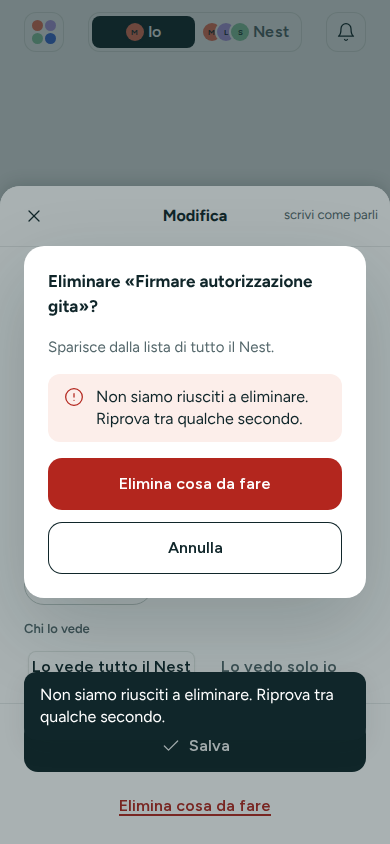 M Io
M L S Nest
Modifica
scrivi come parli
Eliminare «Firmare autorizzazione
gita»?
Sparisce dalla lista di tutto il Nest.
Non siamo riusciti a eliminare.
Riprova tra qualche secondo.
Elimina cosa da fare
Annulla
Chi lo vede
Lo vede tutto il Nest
Lo vedo solo io
Non siamo riusciti a eliminare. Riprova tra
qualche secondo.
Salva
Elimina cosa da fare